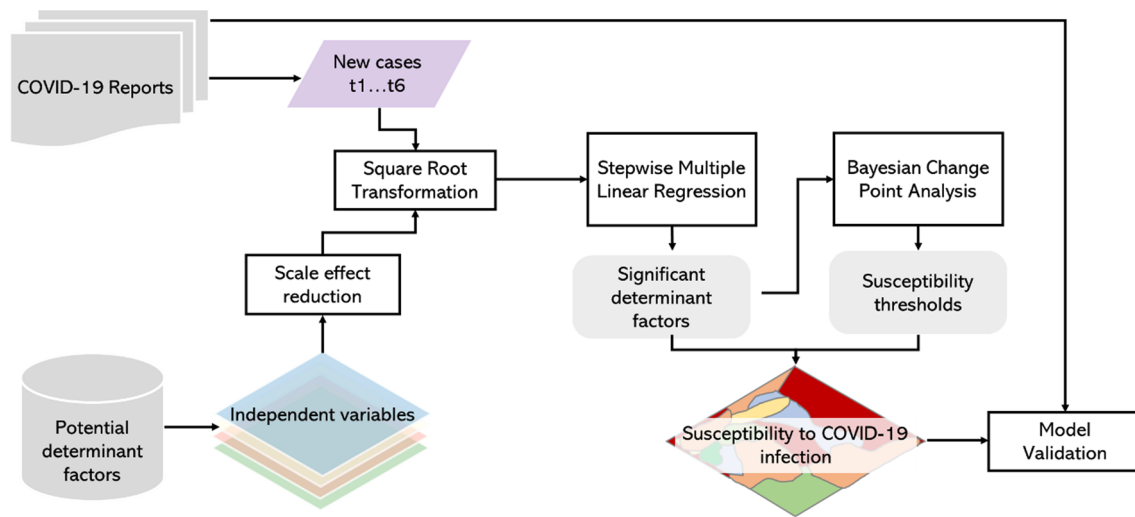 COVID-19 Reports
New cases
t1...t6
Square Root
Transformation
Stepwise Multiple
Linear Regression
Bayesian Change
Point Analysis
Scale effect
reduction
Significant
determinant
factors
Susceptibility
thresholds
Potential
determinant
factors
Independent variables
Susceptibility to COVID-19
infection
Model
Validation